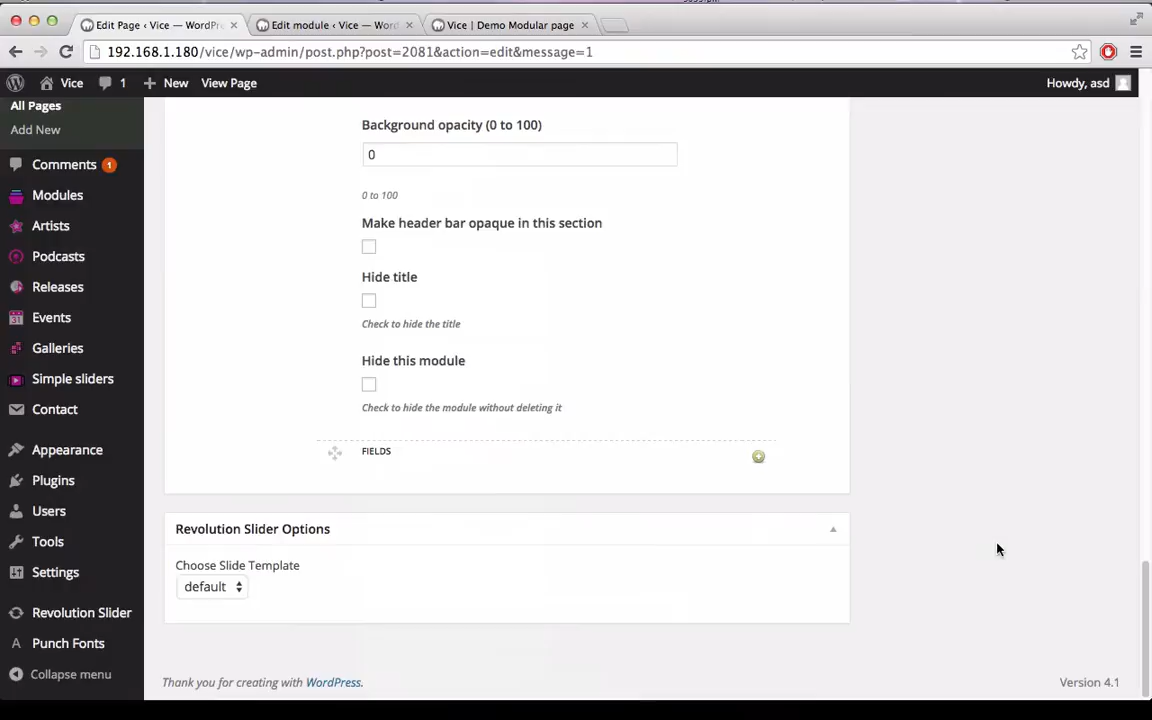 Edit Page ‹ Vice — WordPr
Edit module ‹ Vice — Word
Vice | Demo Modular page
192.168.1.180/vice/wp-admin/post.php?post=2081&action=edit&message=1
Vice
1
New
View Page
Howdy, asd
All Pages
Add New
Comments 1
Modules
Artists
Podcasts
Releases
Events
Galleries
Simple sliders
Contact
Appearance
Plugins
Users
Tools
Settings
Revolution Slider
Punch Fonts
Collapse menu
Background opacity (0 to 100)
0
0 to 100
Make header bar opaque in this section
Hide title
Check to hide the title
Hide this module
Check to hide the module without deleting it
FIELDS
Revolution Slider Options
Choose Slide Template
default
Thank you for creating with WordPress.
Version 4.1